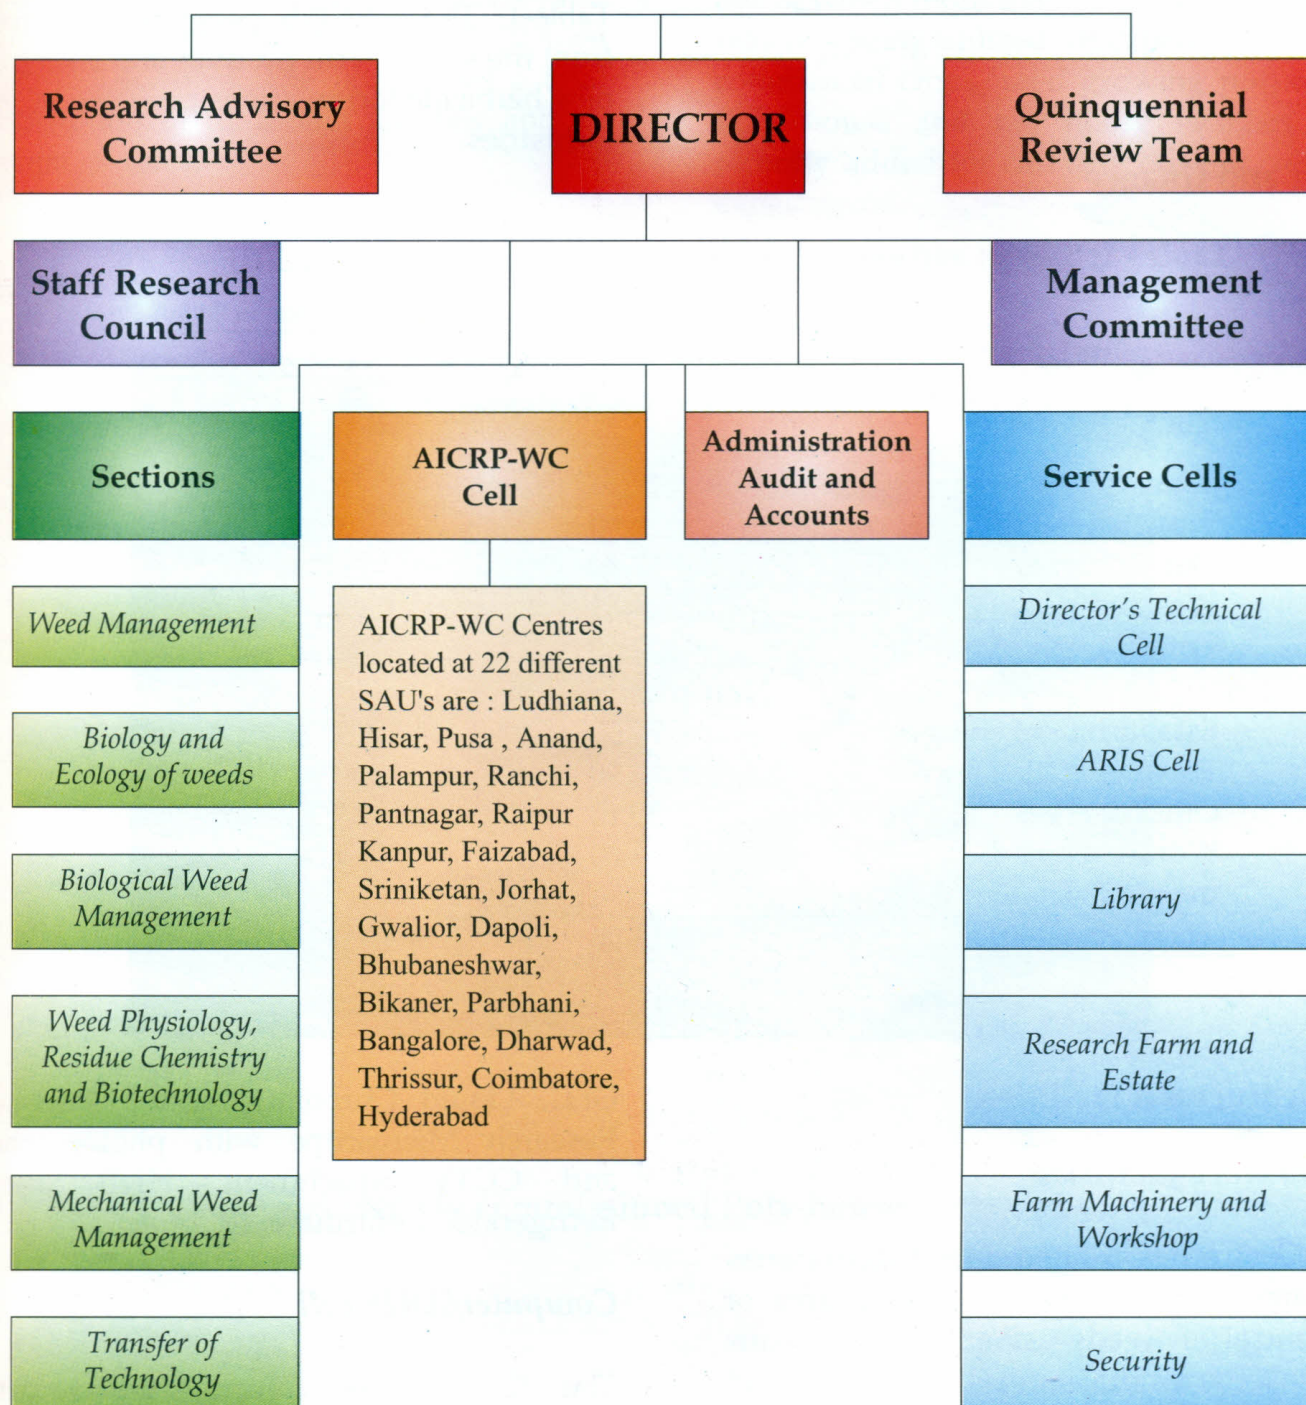 Research Advisory
Committee
DIRECTOR
Quinquennial
Review Team
Staff Research
Council
Management
Committee
Sections
AICRP-WC
Cell
Administration
Audit and
Accounts
Service Cells
Weed Management
Biology and
Ecology of weeds
Biological Weed
Management
Weed Physiology,
Residue Chemistry
and Biotechnology
Mechanical Weed
Management
Transfer of
Technology
AICRP-WC Centres
located at 22 different
SAU's are : Ludhiana,
Hisar, Pusa , Anand,
Palampur, Ranchi,
Pantnagar, Raipur
Kanpur, Faizabad,
Sriniketan, Jorhat,
Gwalior, Dapoli,
Bhubaneshwar,
Bikaner, Parbhani,
Bangalore, Dharwad,
Thrissur, Coimbatore,
Hyderabad
Director's Technical
Cell
ARIS Cell
Library
Research Farm and
Estate
Farm Machinery and
Workshop
Security